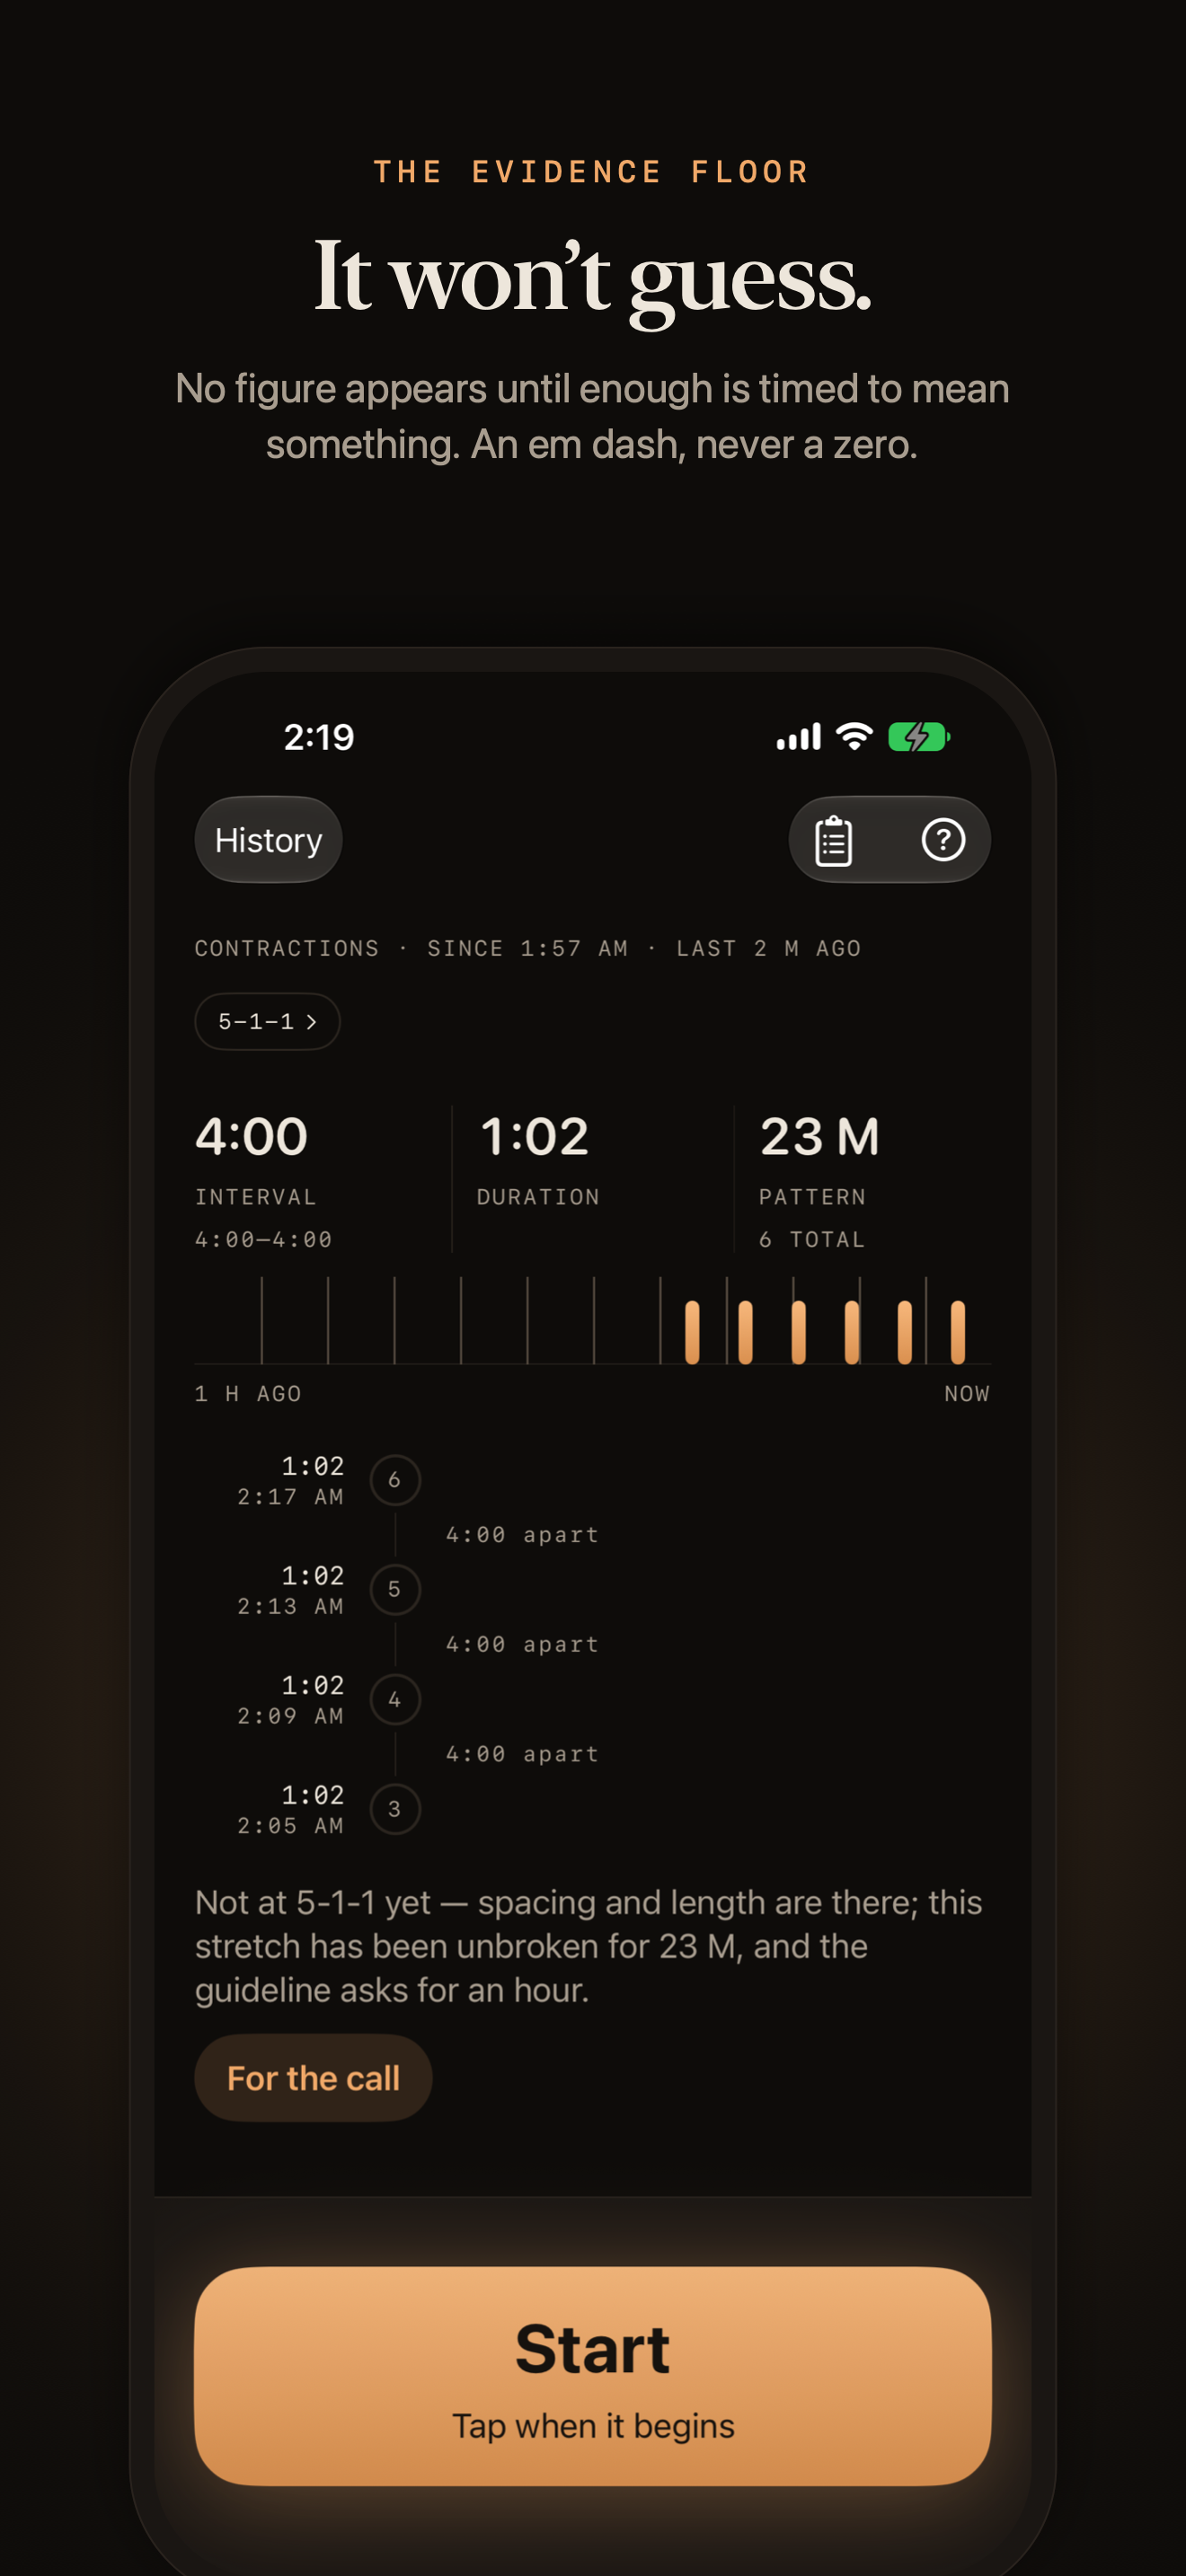 THE EVIDENCE FLOOR
It won’t guess.
No figure appears until enough is timed to mean
something. An em dash, never a zero.
2:19
History
CONTRACTIONS · SINCE 1:57 AM · LAST 2 M AGO
5–1–1 >
4:00 1:02 23 M
INTERVAL DURATION PATTERN
4:00–4:00 6 TOTAL
1 H AGO NOW
1:02
2:17 AM 6
4:00 apart
1:02
2:13 AM 5
4:00 apart
1:02
2:09 AM 4
4:00 apart
1:02
2:05 AM 3
Not at 5-1-1 yet — spacing and length are there; this
stretch has been unbroken for 23 M, and the
guideline asks for an hour.
For the call
Start
Tap when it begins